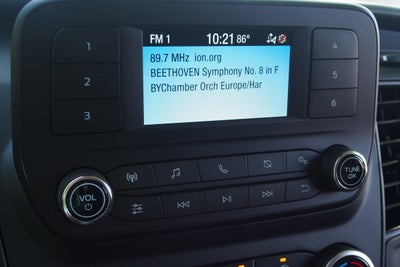 FM 1 10:21 86°
89.7 MHz ion.org
BEETHOVEN Symphony No. 8 in F
BYChamber Orch Europe/Har
1
2
3
4
5
6
VOL
TUNE
OK